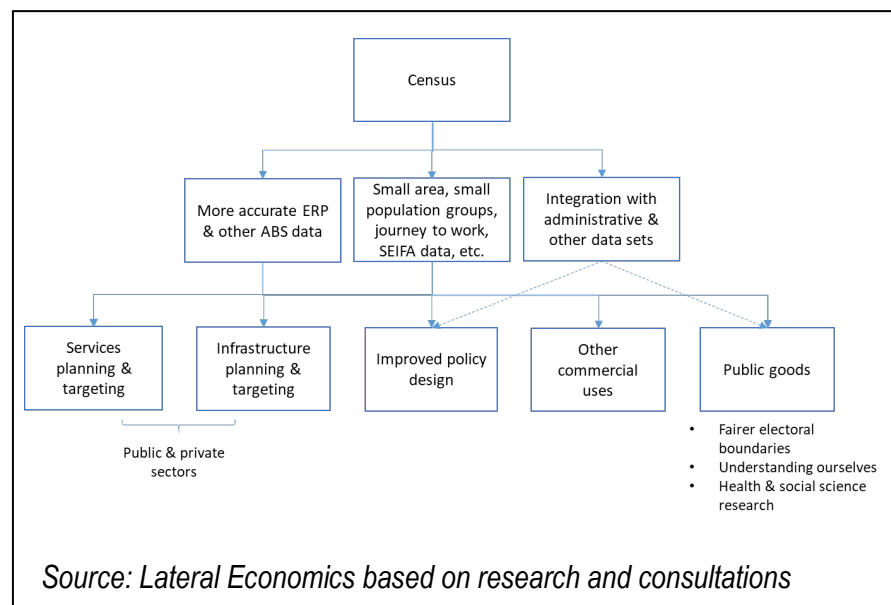 Census
More accurate ERP
& other ABS data
Small area, small
population groups,
journey to work,
SEIFA data, etc.
Integration with
administrative &
other data sets
Services
planning &
targeting
Infrastructure
planning &
targeting
Improved policy
design
Other
commercial
uses
Public goods
Public & private
sectors
• Fairer electoral
boundaries
• Understanding ourselves
• Health & social science
research
Source: Lateral Economics based on research and consultations